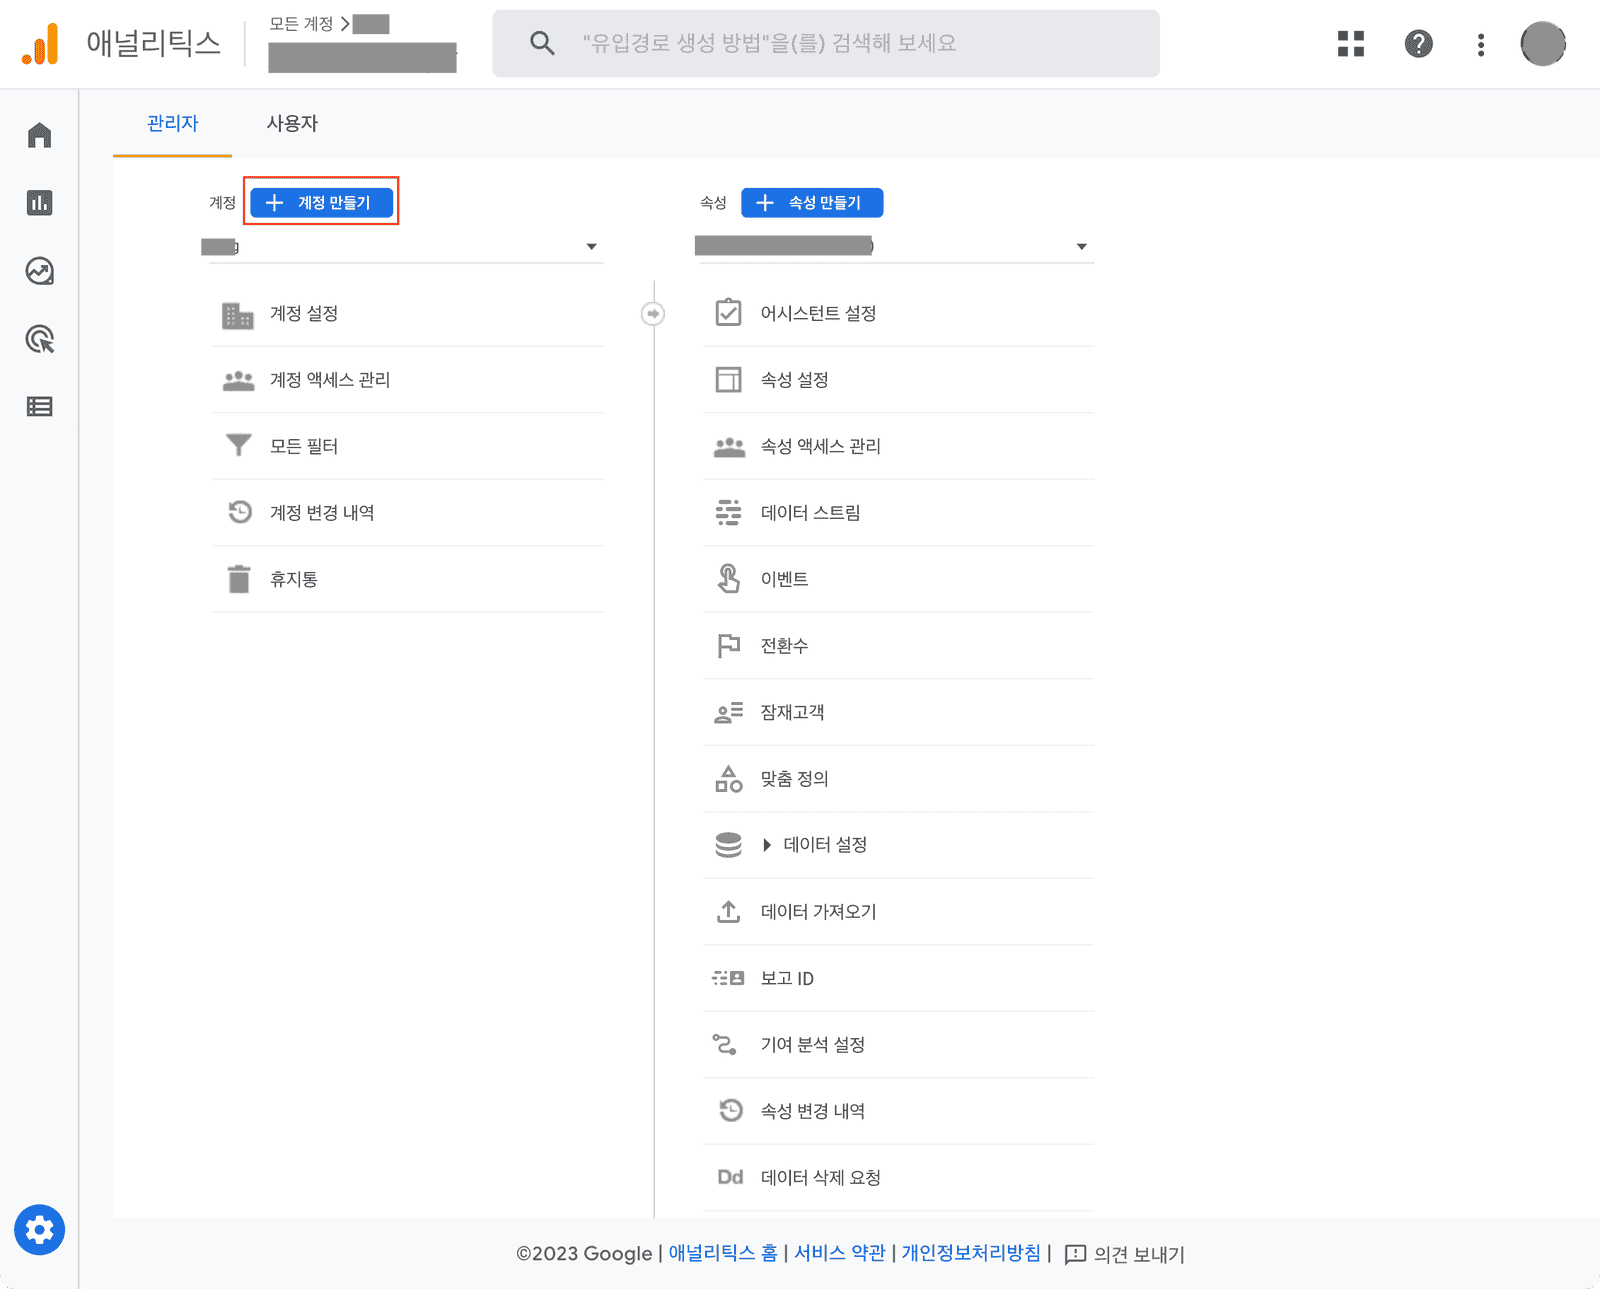 애널리틱스
모든 계정 >
"유입경로 생성 방법"을(를) 검색해 보세요
관리자
사용자
계정
+ 계정 만들기
속성
+ 속성 만들기
계정 설정
계정 액세스 관리
모든 필터
계정 변경 내역
휴지통
어시스턴트 설정
속성 설정
속성 액세스 관리
데이터 스트림
이벤트
전환수
잠재고객
맞춤 정의
데이터 설정
데이터 가져오기
보고 ID
기여 분석 설정
속성 변경 내역
Dd 데이터 삭제 요청
©2023 Google | 애널리틱스 홈 | 서비스 약관 | 개인정보처리방침 | 의견 보내기